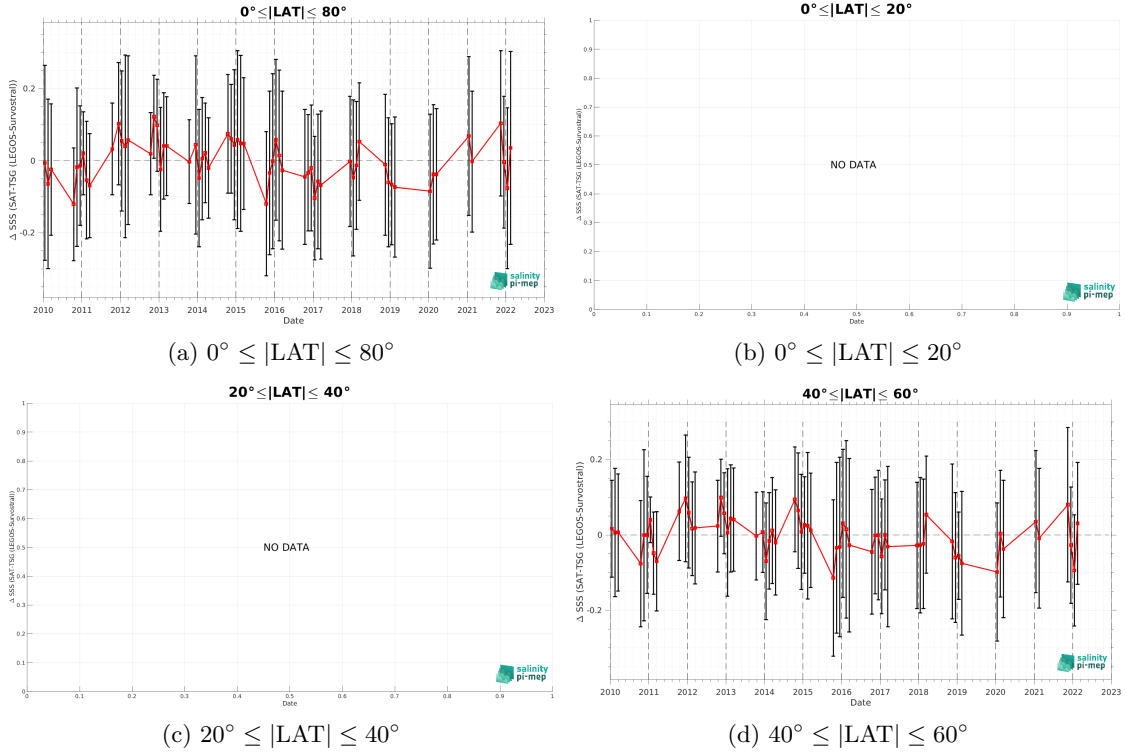 0°≤|LAT|≤ 80°
Δ SSS (SAT-TSG (LEGOS-Survostral))
0.2
0
-0.2
2010 2011 2012 2013 2014 2015 2016 2017 2018 2019 2020 2021 2022 2023
Date
salinity
pi-mep
(a) 0° ≤ |LAT| ≤ 80°
0°≤|LAT|≤ 20°
Δ SSS (SAT-TSG (LEGOS-Survostral))
1
0.9
0.8
0.7
0.6
0.5
0.4
0.3
0.2
0.1
0
NO DATA
0 0.1 0.2 0.3 0.4 0.5 0.6 0.7 0.8 0.9 1
Date
salinity
pi-mep
(b) 0° ≤ |LAT| ≤ 20°
20°≤|LAT|≤ 40°
Δ SSS (SAT-TSG (LEGOS-Survostral))
1
0.9
0.8
0.7
0.6
0.5
0.4
0.3
0.2
0.1
0
NO DATA
0 0.1 0.2 0.3 0.4 0.5 0.6 0.7 0.8 0.9 1
Date
salinity
pi-mep
(c) 20° ≤ |LAT| ≤ 40°
40°≤|LAT|≤ 60°
Δ SSS (SAT-TSG (LEGOS-Survostral))
0.2
0
-0.2
2010 2011 2012 2013 2014 2015 2016 2017 2018 2019 2020 2021 2022 2023
Date
salinity
pi-mep
(d) 40° ≤ |LAT| ≤ 60°